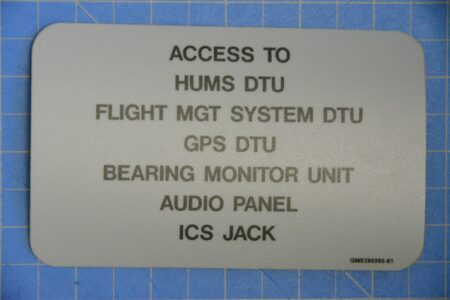 ACCESS TO
HUMS DTU
FLIGHT MGT SYSTEM DTU
GPS DTU
BEARING MONITOR UNIT
AUDIO PANEL
ICS JACK